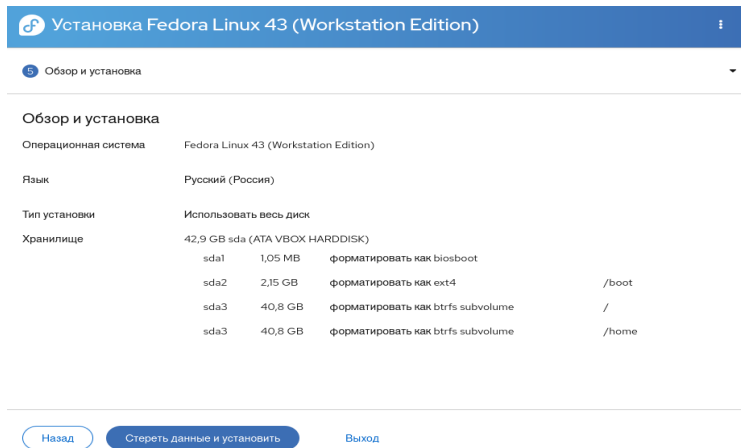 Установка Fedora Linux 43 (Workstation Edition)
5 Обзор и установка
Обзор и установка
Операционная система Fedora Linux 43 (Workstation Edition)
Язык Русский (Россия)
Тип установки Использовать весь диск
Хранилище 42,9 GB sda (ATA VBOX HARDDISK)
sda1 1,05 MB форматировать как biosboot
sda2 2,15 GB форматировать как ext4 /boot
sda3 40,8 GB форматировать как btrfs subvolume /
sda3 40,8 GB форматировать как btrfs subvolume /home
Назад Стереть данные и установить Выход